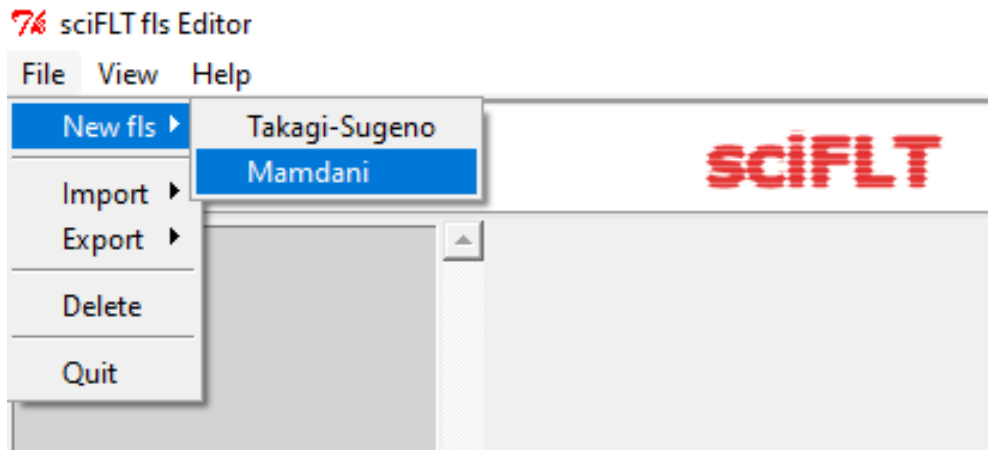 sciFLT fls Editor
File View Help
New fls Takagi-Sugeno
Mamdani
sciFLT
Import
Export
Delete
Quit